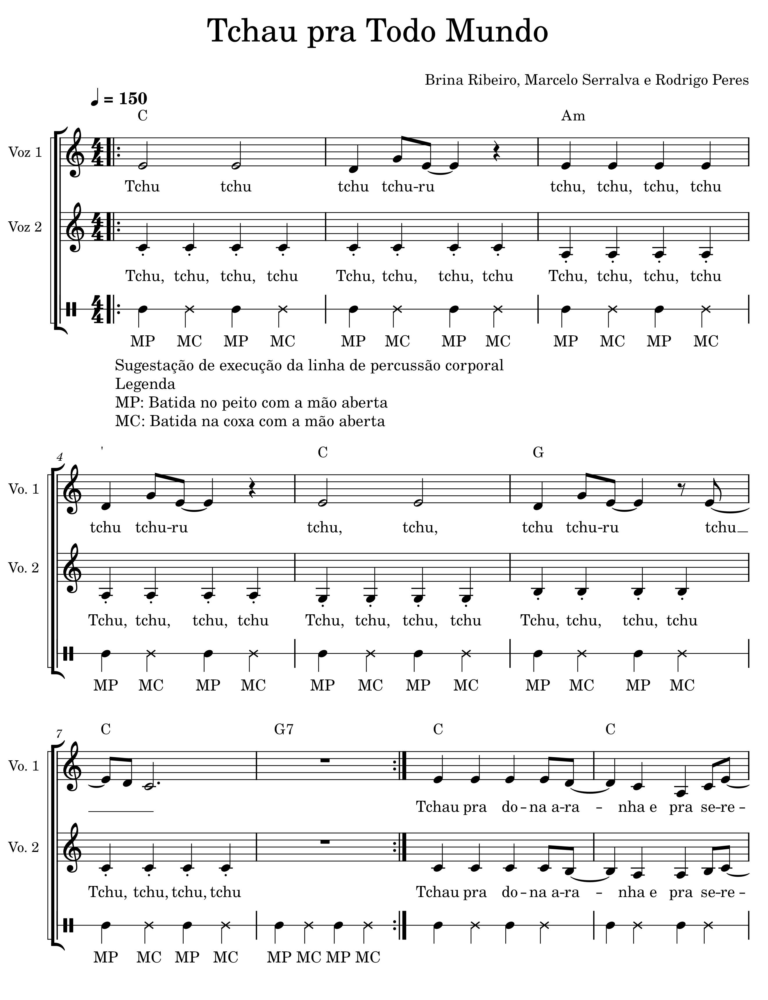 Tchau pra Todo Mundo
Brina Ribeiro, Marcelo Serralva e Rodrigo Peres
= 150
C Am
Voz 1
4 4
Tchu tchu tchu tchu-ru tchu, tchu, tchu, tchu
Voz 2
4 4
Tchu, tchu, tchu, tchu Tchu, tchu, tchu, tchu Tchu, tchu, tchu, tchu
4 4
MP MC MP MC MP MC MP MC MP MC MP MC
Sugestação de execução da linha de percussão corporal
Legenda
MP: Batida no peito com a mão aberta
MC: Batida na coxa com a mão aberta
4 ' C G
Vo. 1
tchu tchu-ru tchu, tchu, tchu tchu-ru tchu
Vo. 2
Tchu, tchu, tchu, tchu Tchu, tchu, tchu, tchu Tchu, tchu, tchu, tchu
MP MC MP MC MP MC MP MC MP MC MP MC
7 C G7 C C
Vo. 1
Tchau pra do-na a-ra - nha e pra se-re -
Vo. 2
Tchu, tchu, tchu, tchu Tchau pra do-na a-ra - nha e pra se-re -
MP MC MP MC MP MC MP MC